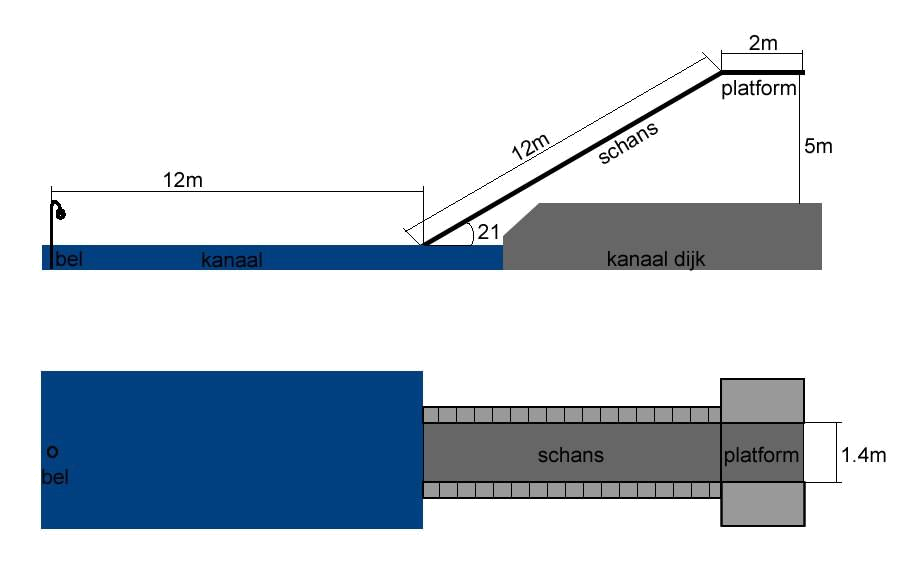 2m
platform
12m
schans
5m
12m
21
bel
kanaal
kanaal dijk
schans
platform
1.4m
bel